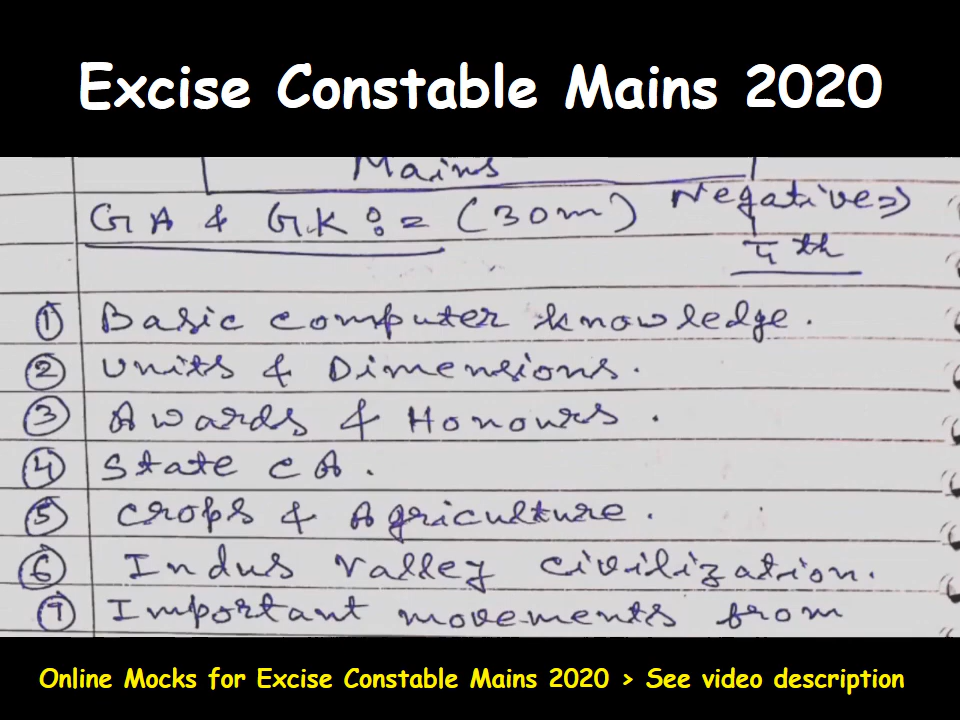 Excise Constable Mains 2020
Mains
GA & G.K := (30m) Negative⇒
1/4 th
① Basic computer knowledge.
② Units & Dimensions.
③ Awards & Honours.
④ State CA.
⑤ Crops & Agriculture.
⑥ Indus Valley Civilization.
⑦ Important movements from
Online Mocks for Excise Constable Mains 2020 > See video description